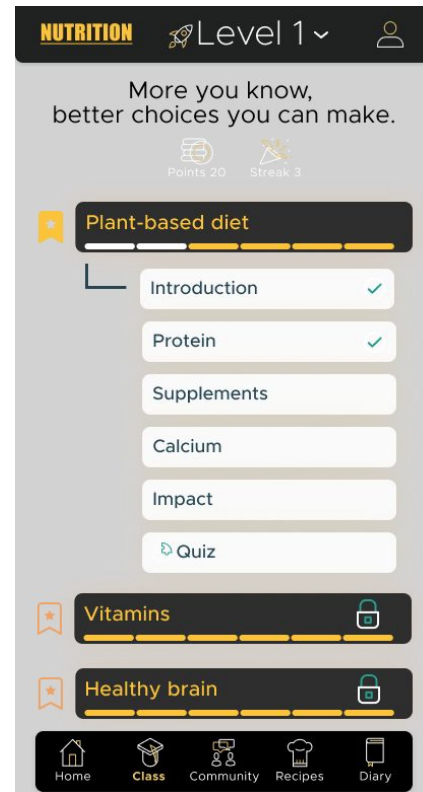 NUTRITION Level 1
More you know,
better choices you can make.
Points 20 Streak 3
Plant-based diet
Introduction
Protein
Supplements
Calcium
Impact
Quiz
Vitamins
Healthy brain
Home Class Community Recipes Diary